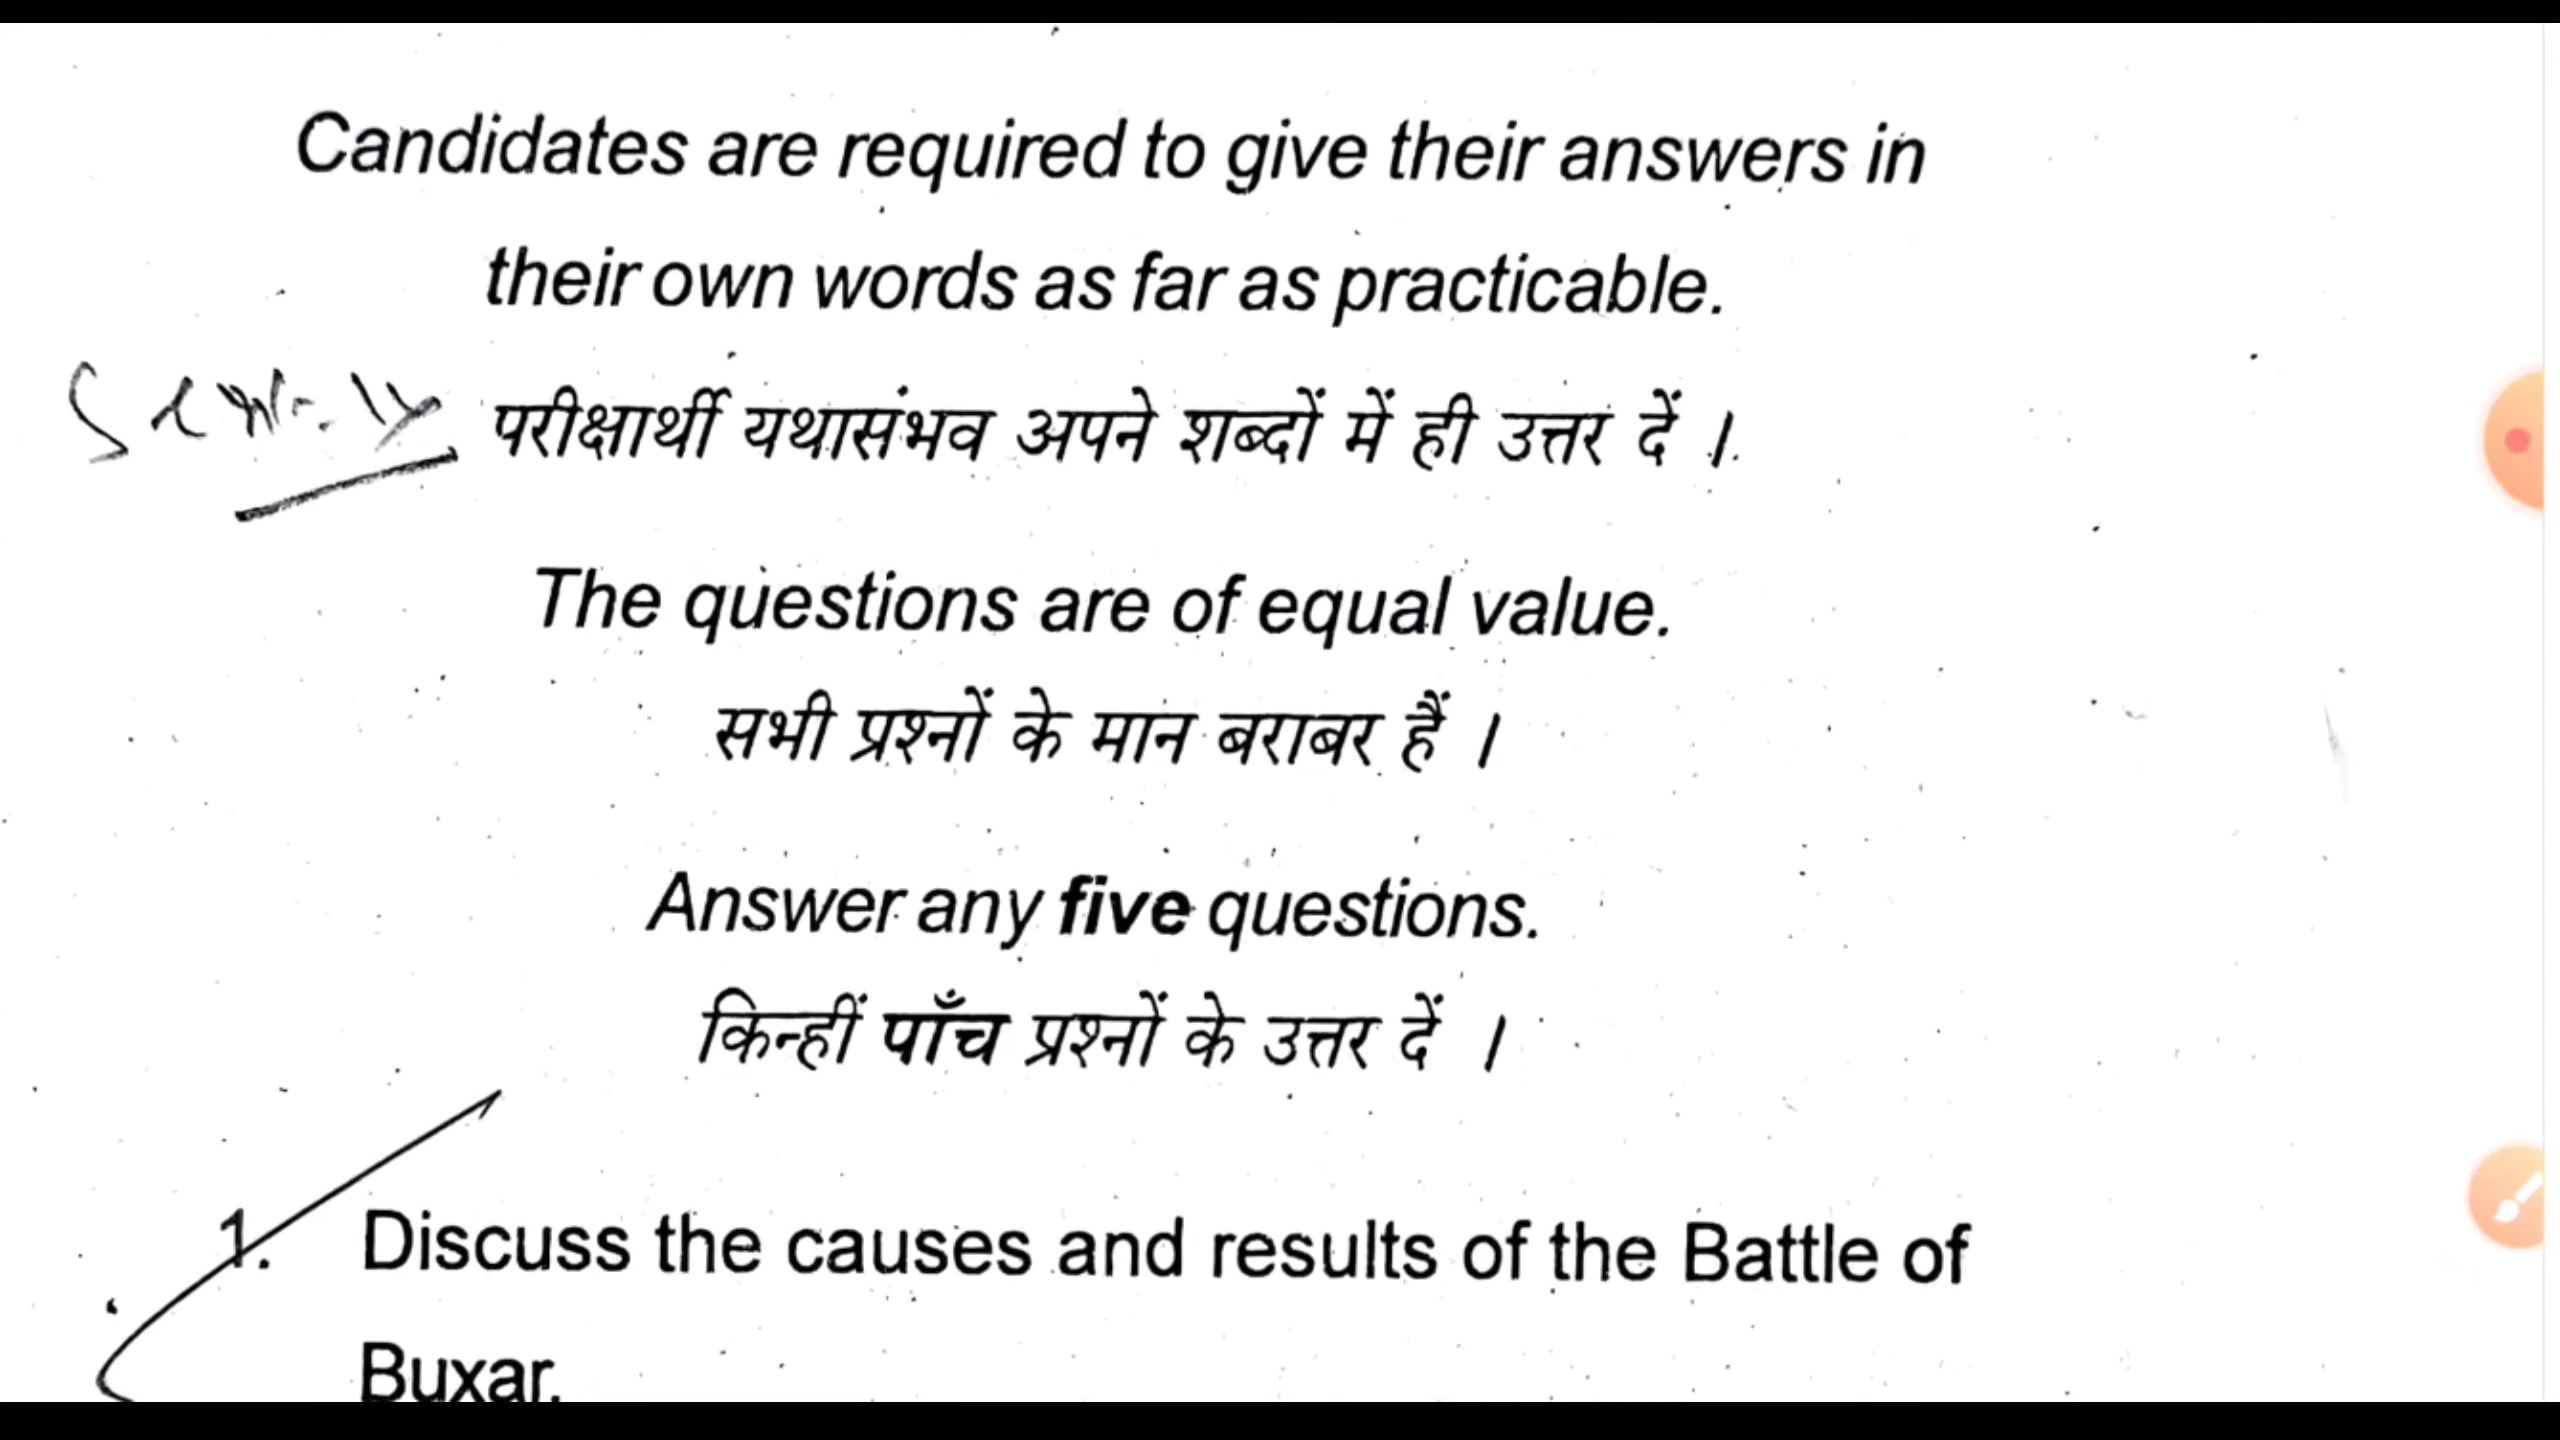 Candidates are required to give their answers in
their own words as far as practicable.
परीक्षार्थी यथासंभव अपने शब्दों में ही उत्तर दें ।
The questions are of equal value.
सभी प्रश्नों के मान बराबर हैं ।
Answer any five questions.
किन्हीं पाँच प्रश्नों के उत्तर दें ।
1. Discuss the causes and results of the Battle of
Buxar.